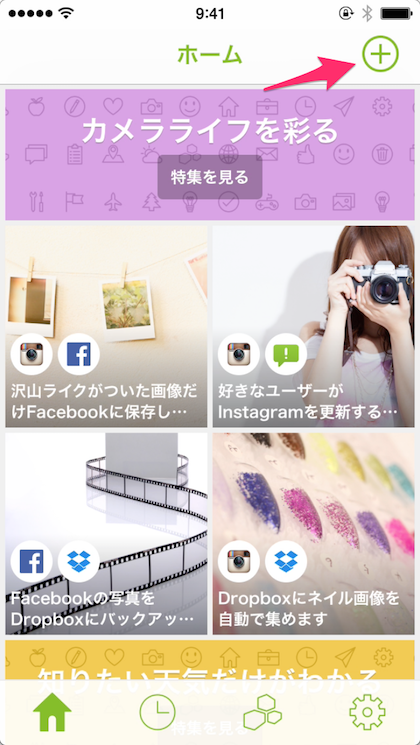 9:41
ホーム
カメラライフを彩る
特集を見る
沢山ライクがついた画像だ
けFacebookに保存し…
好きなユーザーが
Instagramを更新する…
Facebookの写真を
Dropboxにバックアッ…
Dropboxにネイル画像を
自動で集めます
知りたい天気だけがわかる
特集を見る